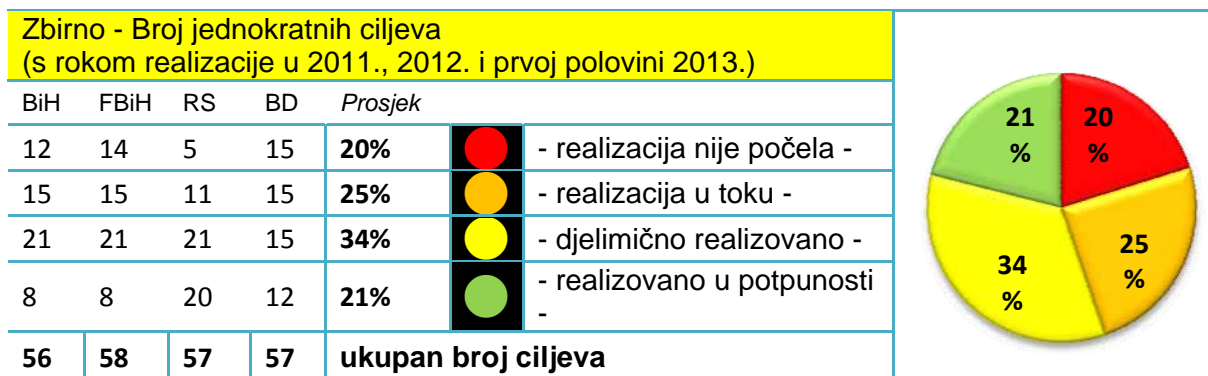 Zbirno - Broj jednokratnih ciljeva
(s rokom realizacije u 2011., 2012. i prvoj polovini 2013.)
BiH FBiH RS BD Prosjek
12 14 5 15 20% - realizacija nije počela -
15 15 11 15 25% - realizacija u toku -
21 21 21 15 34% - djelimično realizovano -
8 8 20 12 21% - realizovano u potpunosti
-
56 58 57 57 ukupan broj ciljeva
21
%
20
%
25
%
34
%